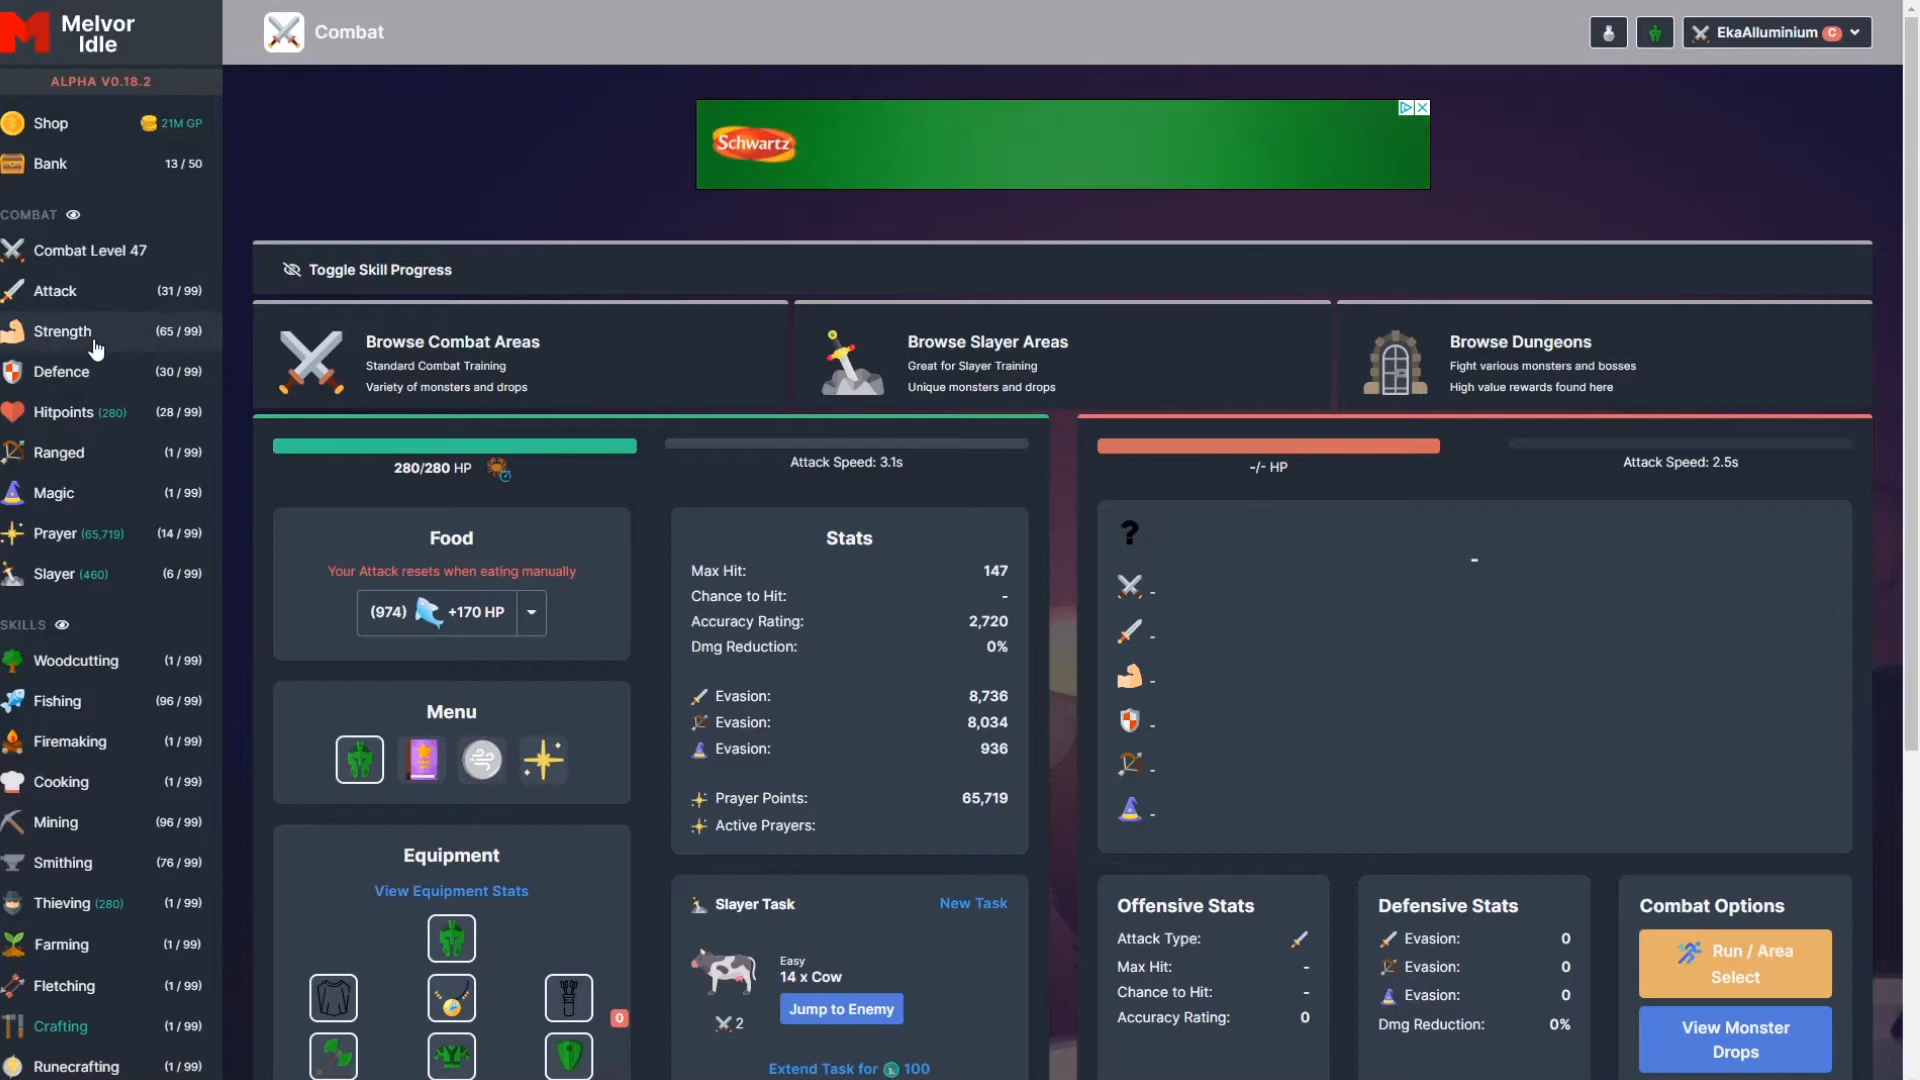 Melvor
Idle
ALPHA V0.18.2
Shop 21M GP
Bank 13 / 50
COMBAT
Combat Level 47
Attack (31 / 99)
Strength (65 / 99)
Defence (30 / 99)
Hitpoints (280) (28 / 99)
Ranged (1 / 99)
Magic (1 / 99)
Prayer (65,719) (14 / 99)
Slayer (460) (6 / 99)
SKILLS
Woodcutting (1 / 99)
Fishing (96 / 99)
Firemaking (1 / 99)
Cooking (1 / 99)
Mining (96 / 99)
Smithing (76 / 99)
Thieving (280) (1 / 99)
Farming (1 / 99)
Fletching (1 / 99)
Crafting (1 / 99)
Runecrafting (1 / 99)
Combat
EkaAlluminium C
Schwartz
Toggle Skill Progress
Browse Combat Areas
Standard Combat Training
Variety of monsters and drops
Browse Slayer Areas
Great for Slayer Training
Unique monsters and drops
Browse Dungeons
Fight various monsters and bosses
High value rewards found here
280/280 HP
Attack Speed: 3.1s
Food
Your Attack resets when eating manually
(974) +170 HP
Menu
Equipment
View Equipment Stats
0
Stats
Max Hit: 147
Chance to Hit: -
Accuracy Rating: 2,720
Dmg Reduction: 0%
Evasion: 8,736
Evasion: 8,034
Evasion: 936
Prayer Points: 65,719
Active Prayers:
Slayer Task New Task
Easy
14 x Cow
Jump to Enemy
2
Extend Task for 100
-/- HP
Attack Speed: 2.5s
?
-
-
-
-
-
-
-
Offensive Stats
Attack Type:
Max Hit: -
Chance to Hit: -
Accuracy Rating: 0
Defensive Stats
Evasion: 0
Evasion: 0
Evasion: 0
Dmg Reduction: 0%
Combat Options
Run / Area
Select
View Monster
Drops